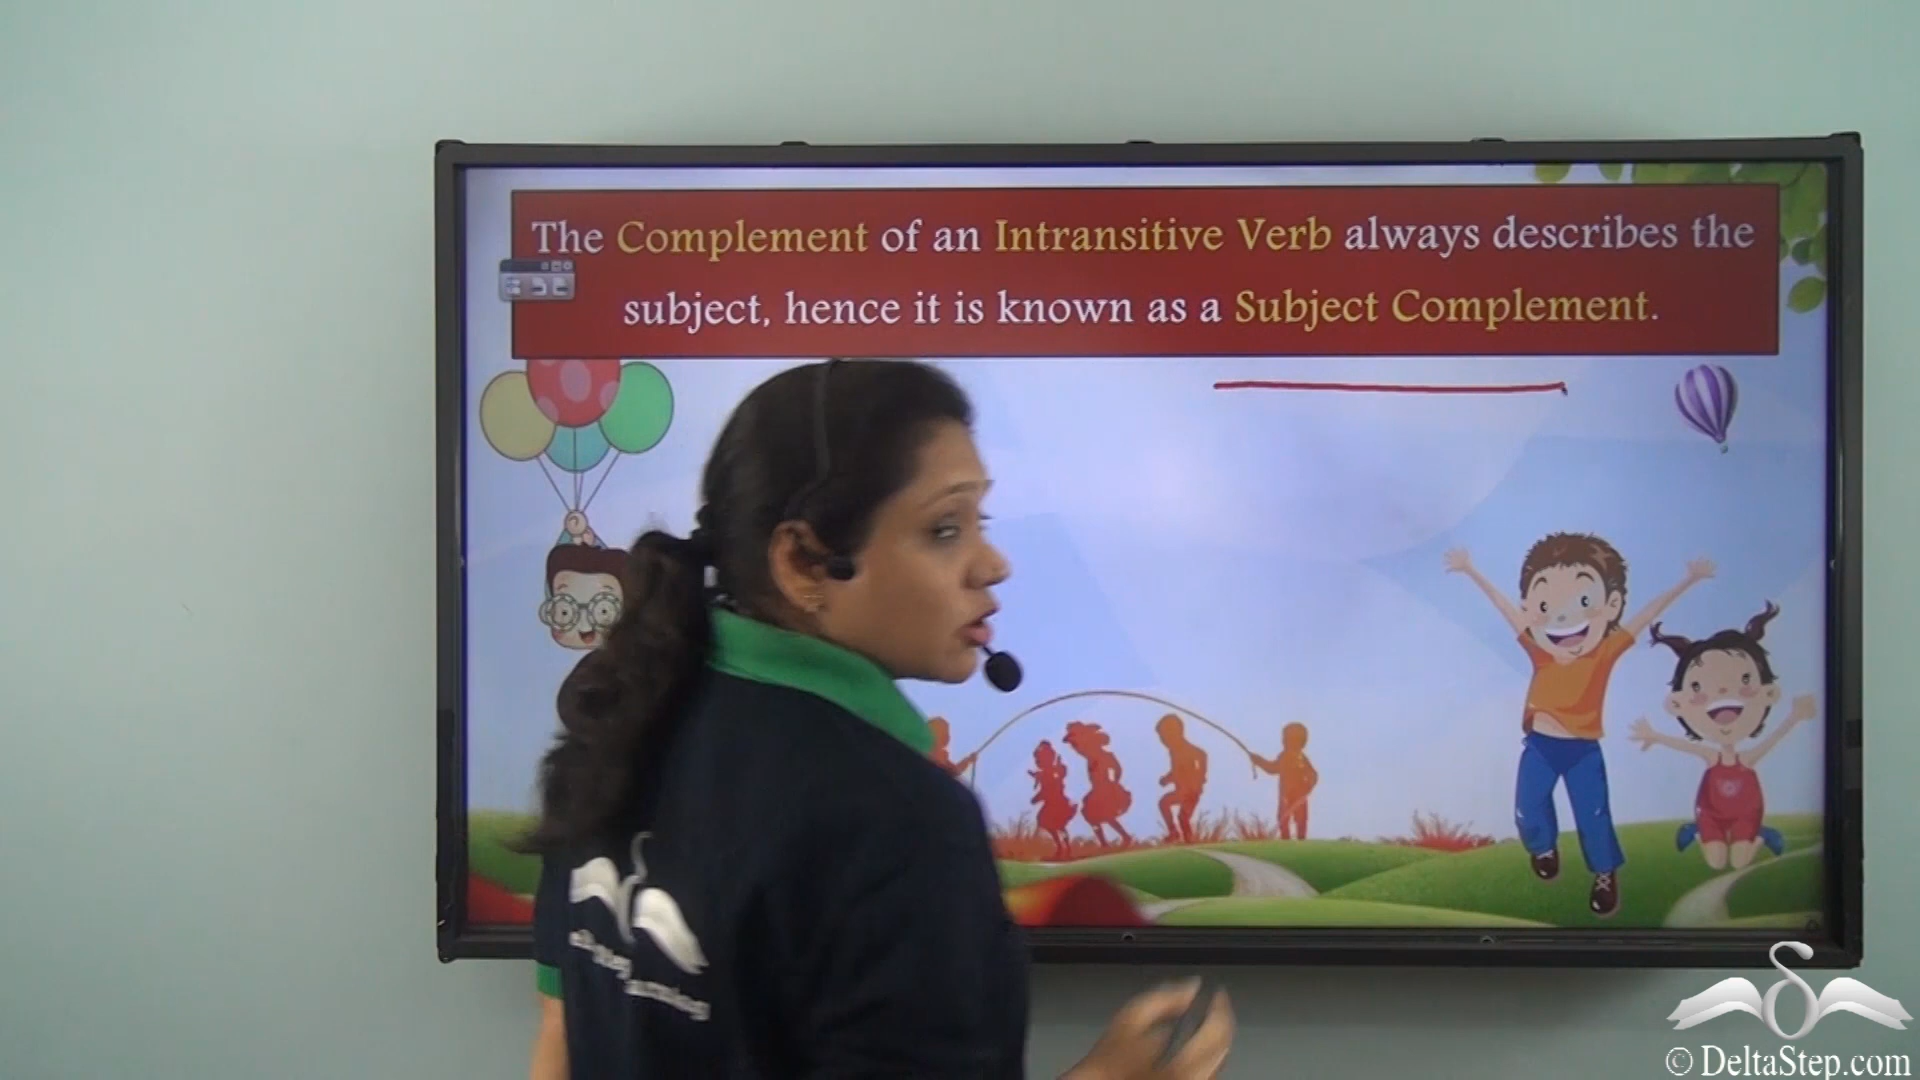 The Complement of an Intransitive Verb always describes the
subject, hence it is known as a Subject Complement.
© DeltaStep.com